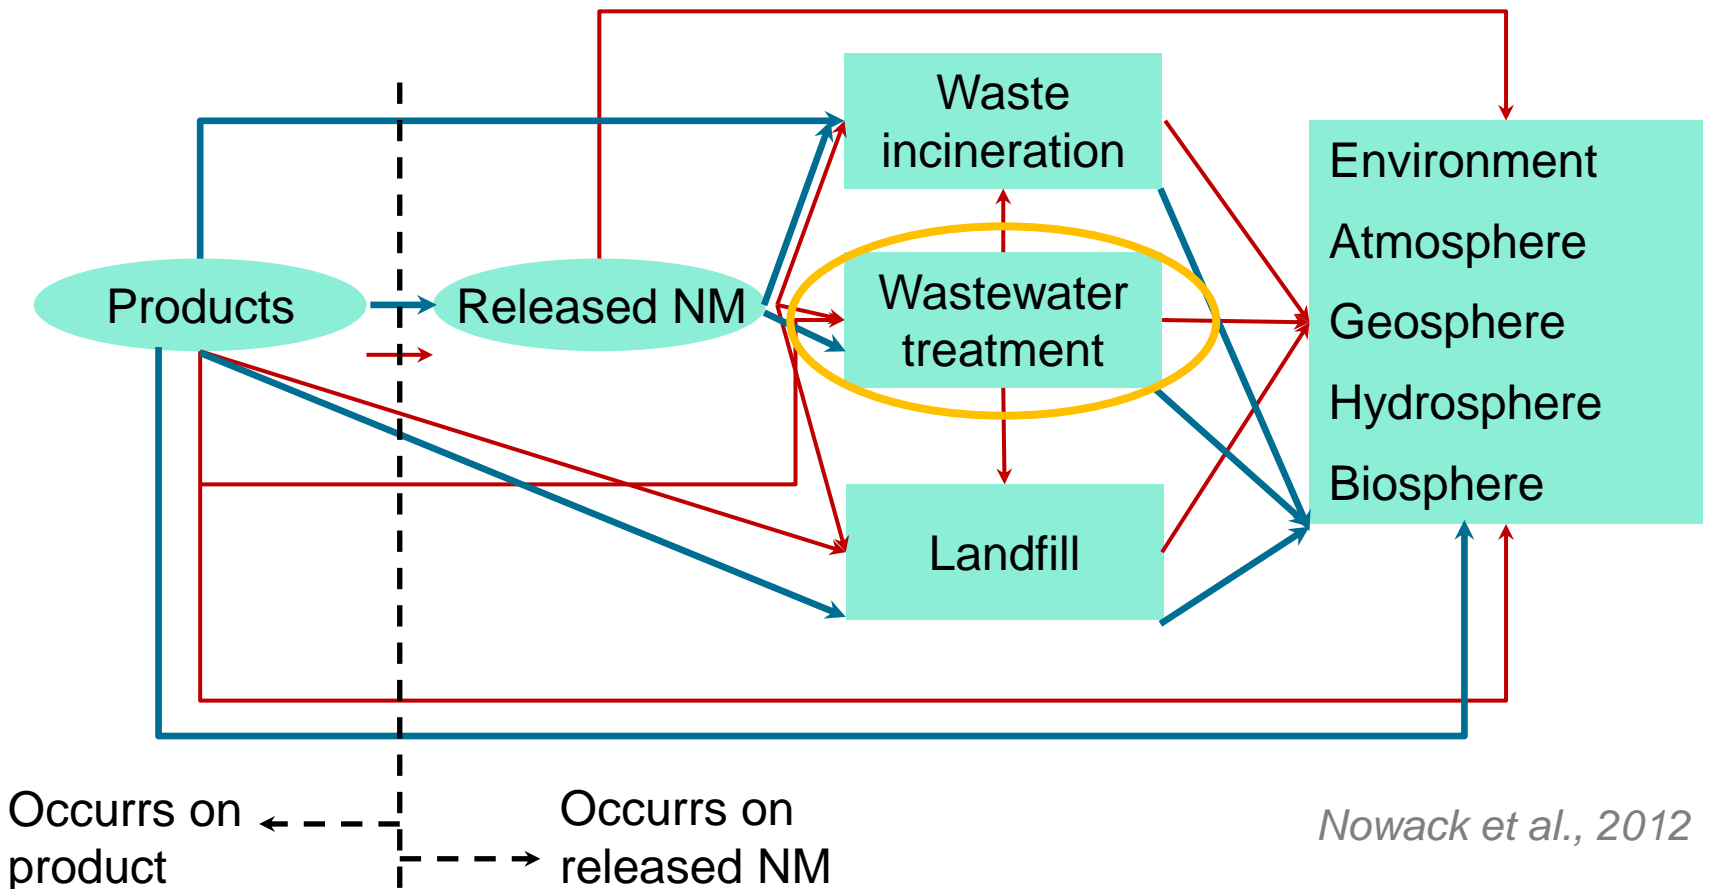 Waste
incineration
Environment
Atmosphere
Geosphere
Hydrosphere
Biosphere
Products
Released NM
Wastewater
treatment
Landfill
Occurrs on
product
Occurrs on
released NM
Nowack et al., 2012